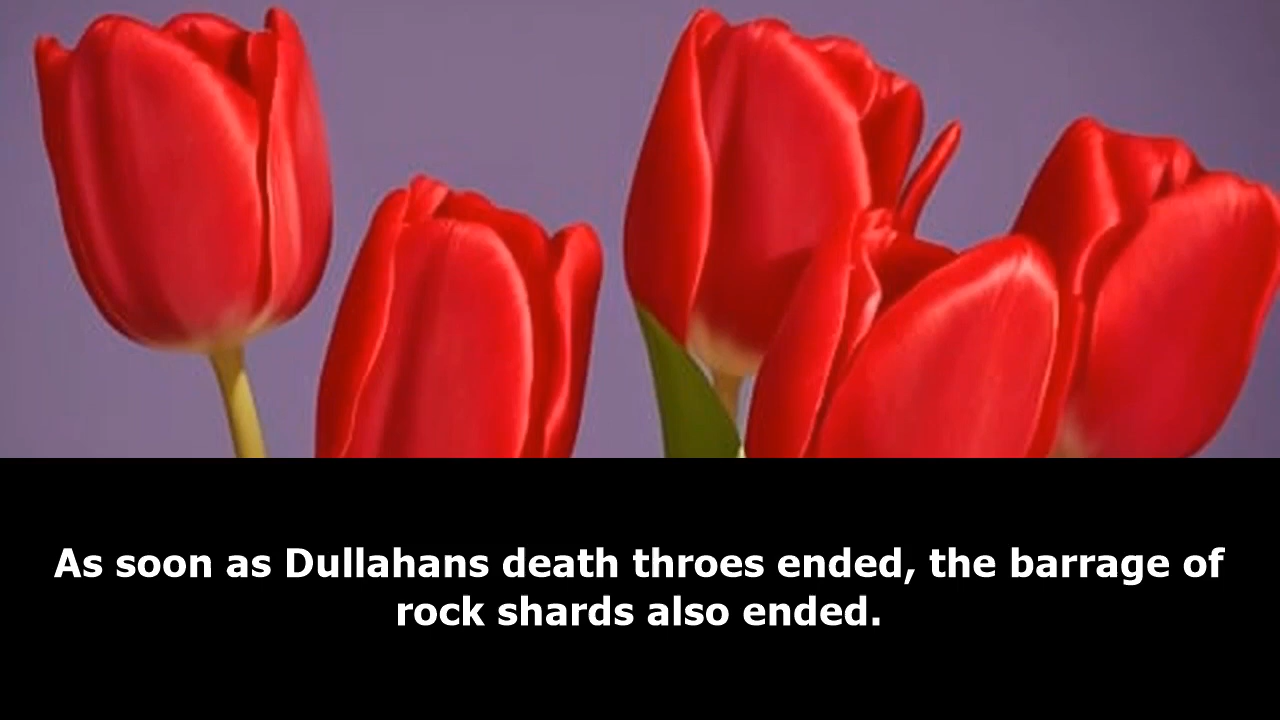 As soon as Dullahans death throes ended, the barrage of
rock shards also ended.